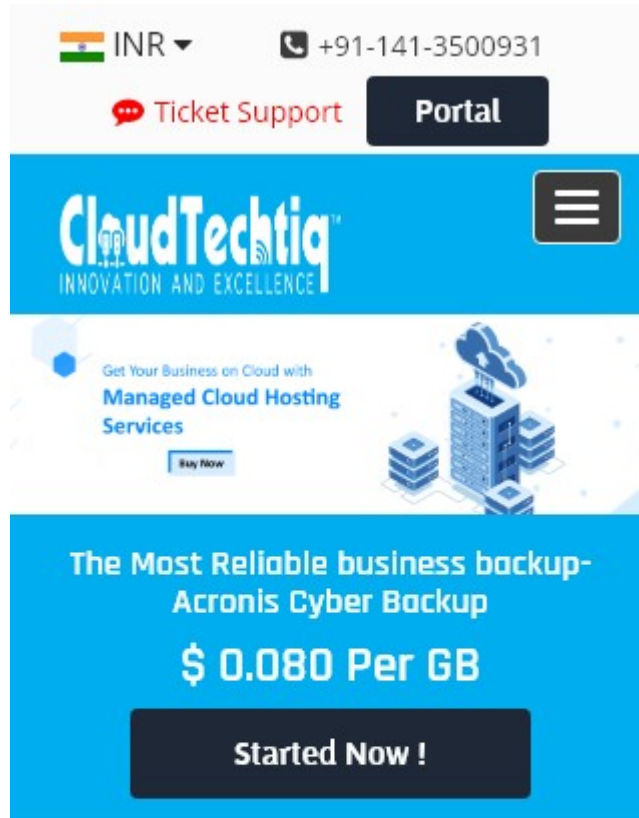 INR
+91-141-3500931
Ticket Support
Portal
CloudTechtiq™
INNOVATION AND EXCELLENCE
Get Your Business on Cloud with
Managed Cloud Hosting
Services
Buy Now
The Most Reliable business backup-
Acronis Cyber Backup
$ 0.080 Per GB
Started Now !